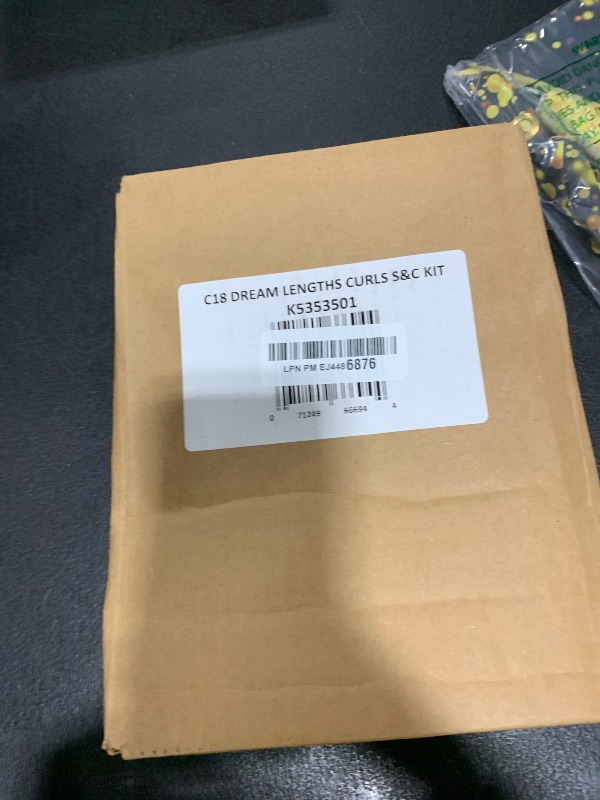 C18 DREAM LENGTHS CURLS S&C KIT
K5353501
LPN PM EJ4486876
0 71249 66694 4